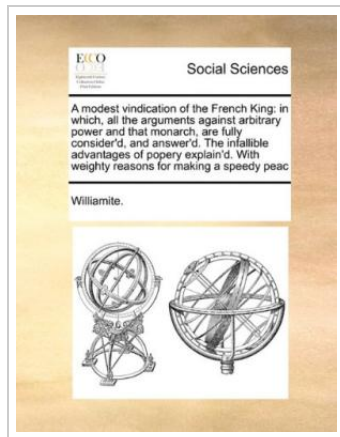 ECCO
Social Sciences
A modest vindication of the French King: in
which, all the arguments against arbitrary
power and that monarch, are fully
consider'd, and answer'd. The infallible
advantages of popery explain'd. With
weighty reasons for making a speedy peac
Williamite.